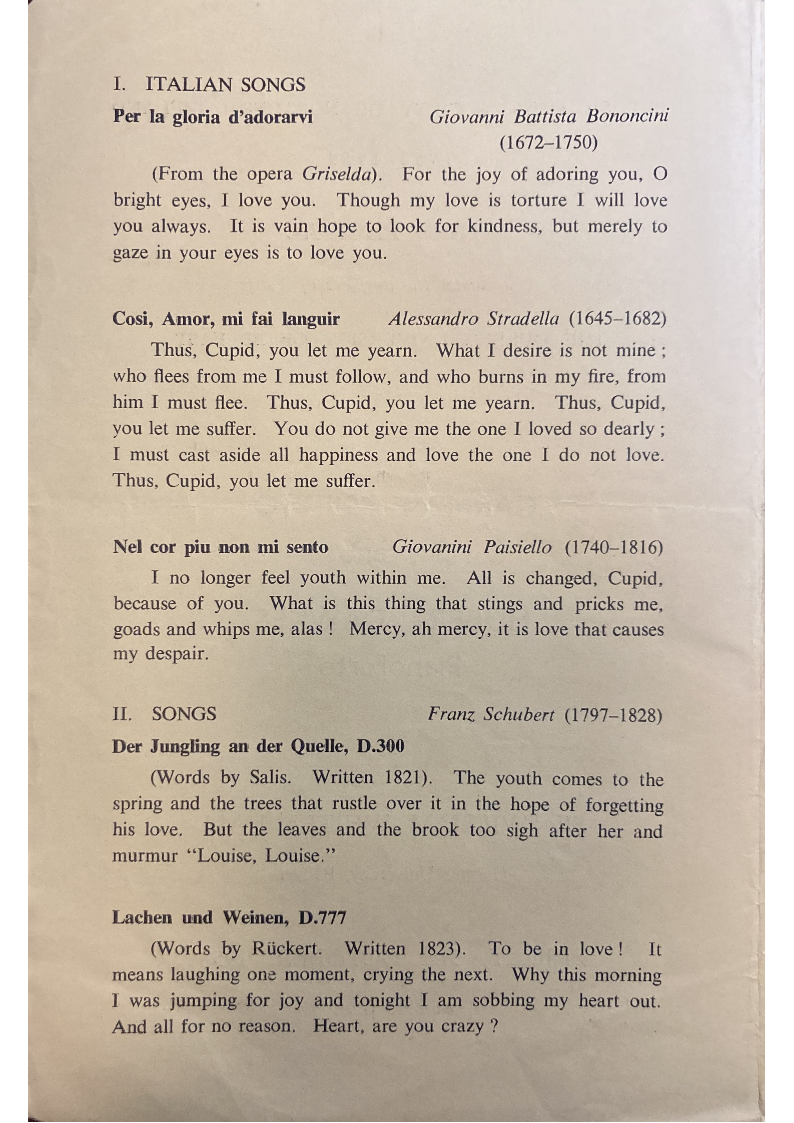 I. ITALIAN SONGS
Per la gloria d'adorarvi Giovanni Battista Bononcini
(1672–1750)
(From the opera Griselda). For the joy of adoring you, O
bright eyes, I love you. Though my love is torture I will love
you always. It is vain hope to look for kindness, but merely to
gaze in your eyes is to love you.
Cosi, Amor, mi fai languir Alessandro Stradella (1645–1682)
Thus, Cupid, you let me yearn. What I desire is not mine ;
who flees from me I must follow, and who burns in my fire, from
him I must flee. Thus, Cupid, you let me yearn. Thus, Cupid,
you let me suffer. You do not give me the one I loved so dearly ;
I must cast aside all happiness and love the one I do not love.
Thus, Cupid, you let me suffer.
Nel cor piu non mi sento Giovanini Paisiello (1740–1816)
I no longer feel youth within me. All is changed, Cupid,
because of you. What is this thing that stings and pricks me,
goads and whips me, alas ! Mercy, ah mercy, it is love that causes
my despair.
II. SONGS Franz Schubert (1797–1828)
Der Jungling an der Quelle, D.300
(Words by Salis. Written 1821). The youth comes to the
spring and the trees that rustle over it in the hope of forgetting
his love. But the leaves and the brook too sigh after her and
murmur “Louise, Louise.”
Lachen und Weinen, D.777
(Words by Rückert. Written 1823). To be in love ! It
means laughing one moment, crying the next. Why this morning
I was jumping for joy and tonight I am sobbing my heart out.
And all for no reason. Heart, are you crazy ?